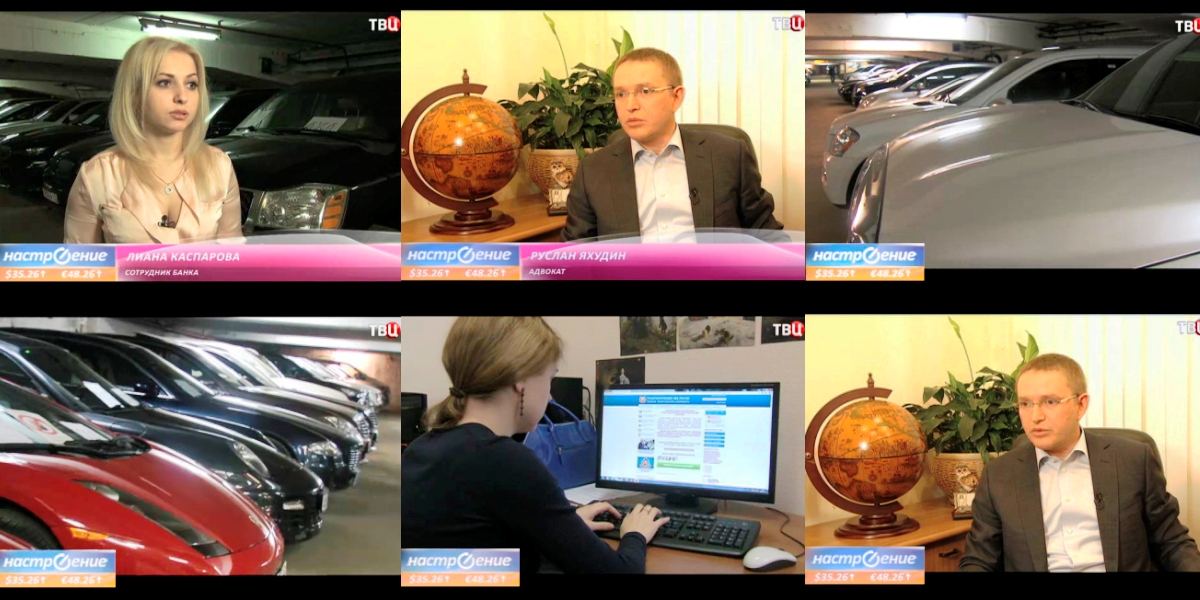 ТВЦ
ЛИАНА КАСПАРОВА
СОТРУДНИК БАНКА
настроение
$35.26↑ €48.26↑
ТВЦ
РУСЛАН ЯХУДИН
АДВОКАТ
настроение
$35.26↑ €48.26↑
ТВЦ
настроение
$35.26↑ €48.26↑
ТВЦ
настроение
$35.26↑ €48.26↑
ТВЦ
настроение
$35.26↑ €48.26↑
ТВЦ
настроение
$35.26↑ €48.26↑